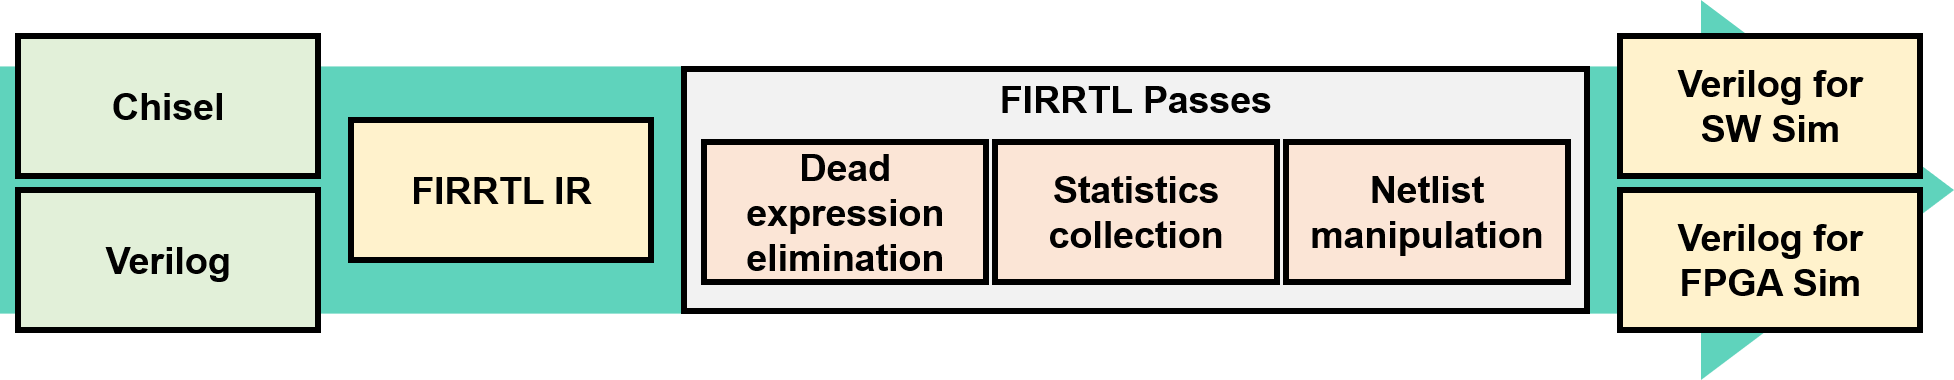 Chisel
Verilog
FIRRTL IR
FIRRTL Passes
Dead
expression
elimination
Statistics
collection
Netlist
manipulation
Verilog for
SW Sim
Verilog for
FPGA Sim